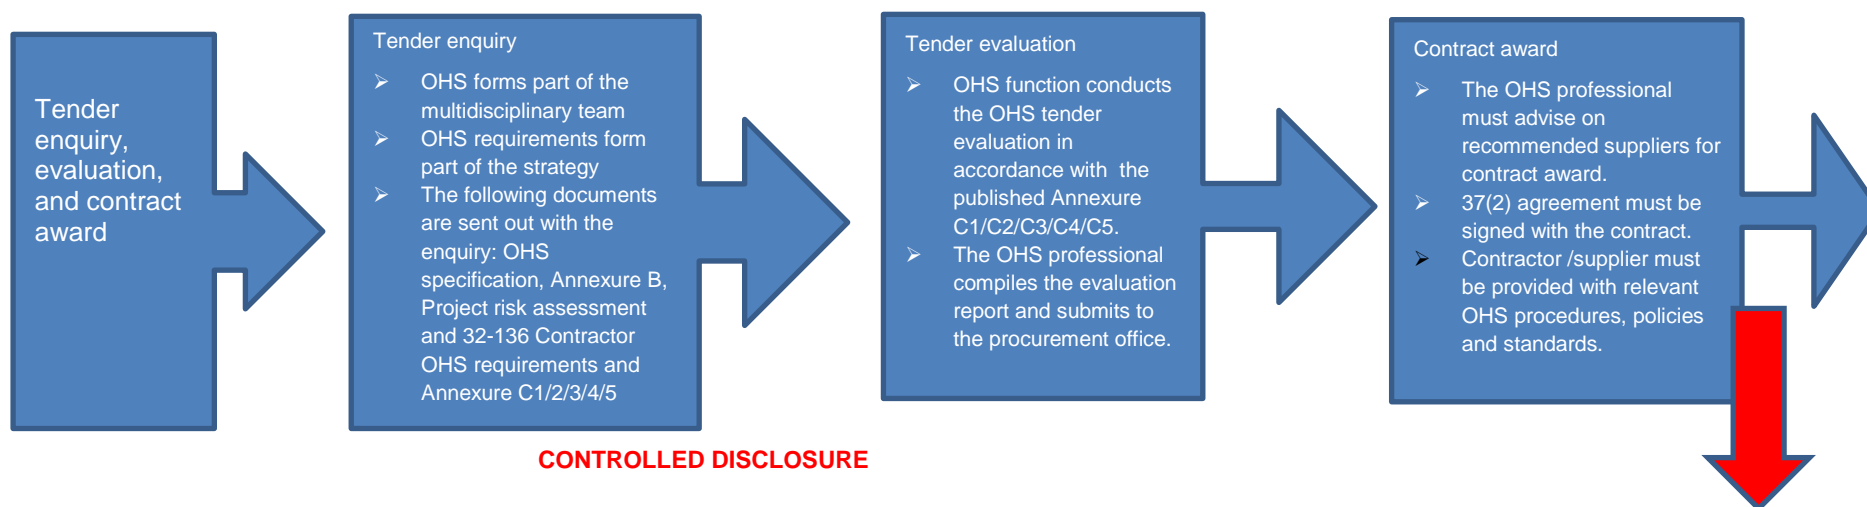 Tender
enquiry,
evaluation,
and contract
award
Tender enquiry
➢ OHS forms part of the
multidisciplinary team
➢ OHS requirements form
part of the strategy
➢ The following documents
are sent out with the
enquiry: OHS
specification, Annexure B,
Project risk assessment
and 32-136 Contractor
OHS requirements and
Annexure C1/2/3/4/5
Tender evaluation
➢ OHS function conducts
the OHS tender
evaluation in
accordance with the
published Annexure
C1/C2/C3/C4/C5.
➢ The OHS professional
compiles the evaluation
report and submits to
the procurement office.
Contract award
➢ The OHS professional
must advise on
recommended suppliers for
contract award.
➢ 37(2) agreement must be
signed with the contract.
➢ Contractor /supplier must
be provided with relevant
OHS procedures, policies
and standards.
CONTROLLED DISCLOSURE